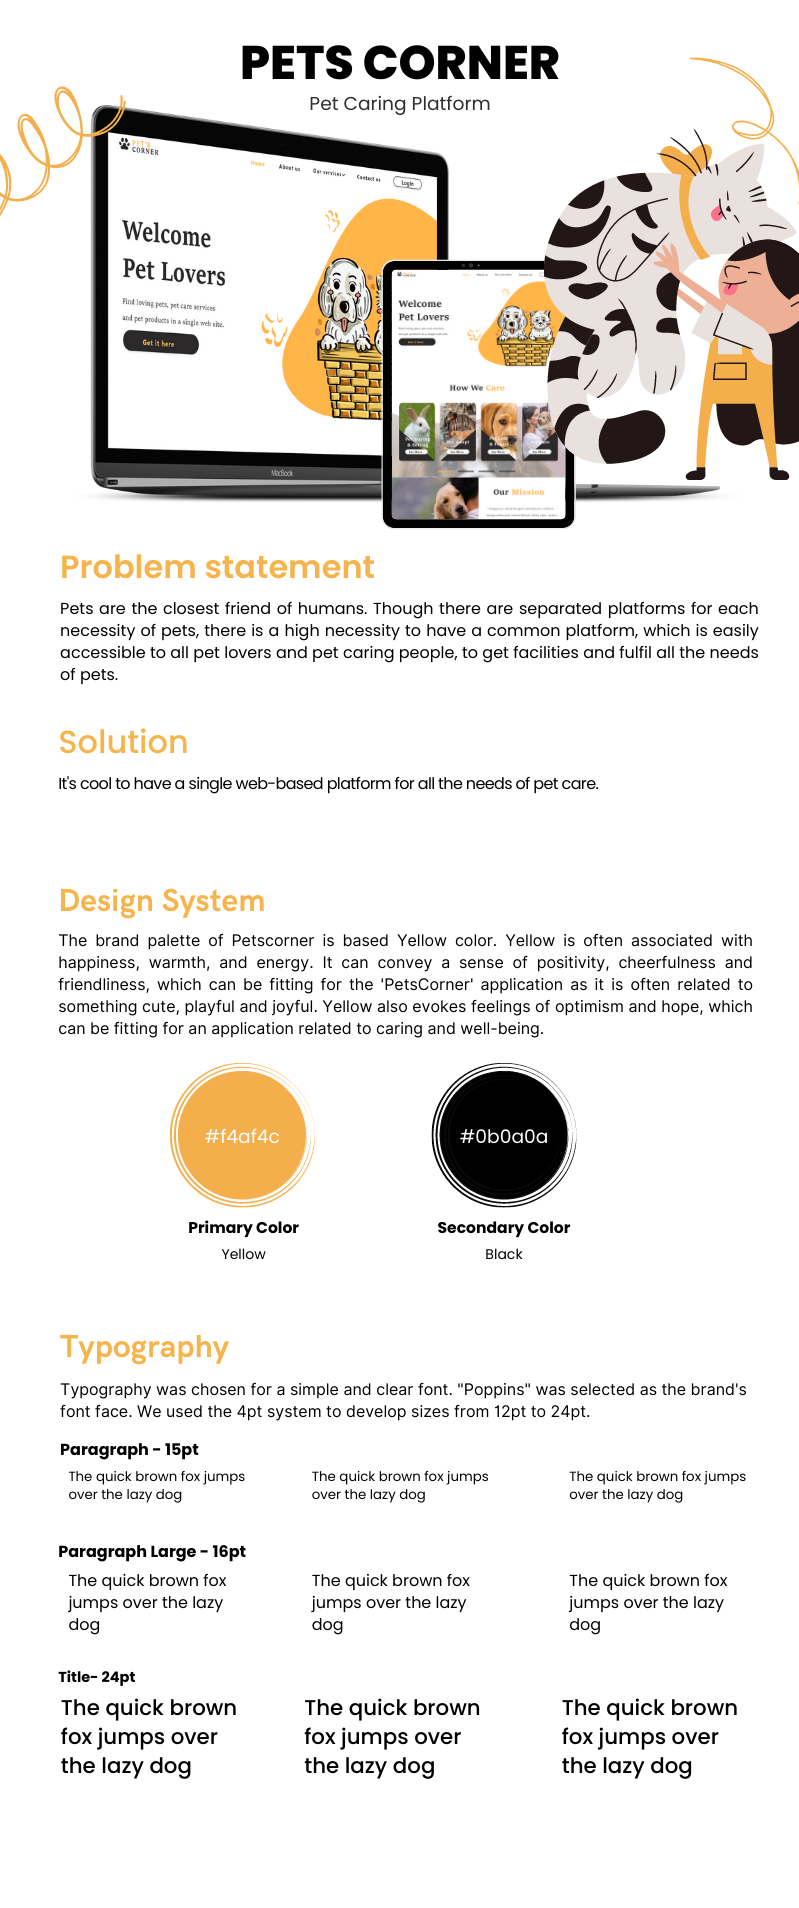 PETS CORNER
Pet Caring Platform
PET'S
CORNER
Home About us Our services Contact us Login
Welcome
Pet Lovers
Find loving pets, pet care services
and pet products in a single web site.
Get it here
MacBook
Welcome
Pet Lovers
Get it here
How We Care
See More See More See More See More
Our Mission
Problem statement
Pets are the closest friend of humans. Though there are separated platforms for each
necessity of pets, there is a high necessity to have a common platform, which is easily
accessible to all pet lovers and pet caring people, to get facilities and fulfil all the needs
of pets.
Solution
It's cool to have a single web-based platform for all the needs of pet care.
Design System
The brand palette of Petscorner is based Yellow color. Yellow is often associated with
happiness, warmth, and energy. It can convey a sense of positivity, cheerfulness and
friendliness, which can be fitting for the 'PetsCorner' application as it is often related to
something cute, playful and joyful. Yellow also evokes feelings of optimism and hope, which
can be fitting for an application related to caring and well-being.
#f4af4c #0b0a0a
Primary Color Secondary Color
Yellow Black
Typography
Typography was chosen for a simple and clear font. "Poppins" was selected as the brand's
font face. We used the 4pt system to develop sizes from 12pt to 24pt.
Paragraph - 15pt
The quick brown fox jumps The quick brown fox jumps The quick brown fox jumps
over the lazy dog over the lazy dog over the lazy dog
Paragraph Large - 16pt
The quick brown fox The quick brown fox The quick brown fox
jumps over the lazy jumps over the lazy jumps over the lazy
dog dog dog
Title- 24pt
The quick brown The quick brown The quick brown
fox jumps over fox jumps over fox jumps over
the lazy dog the lazy dog the lazy dog